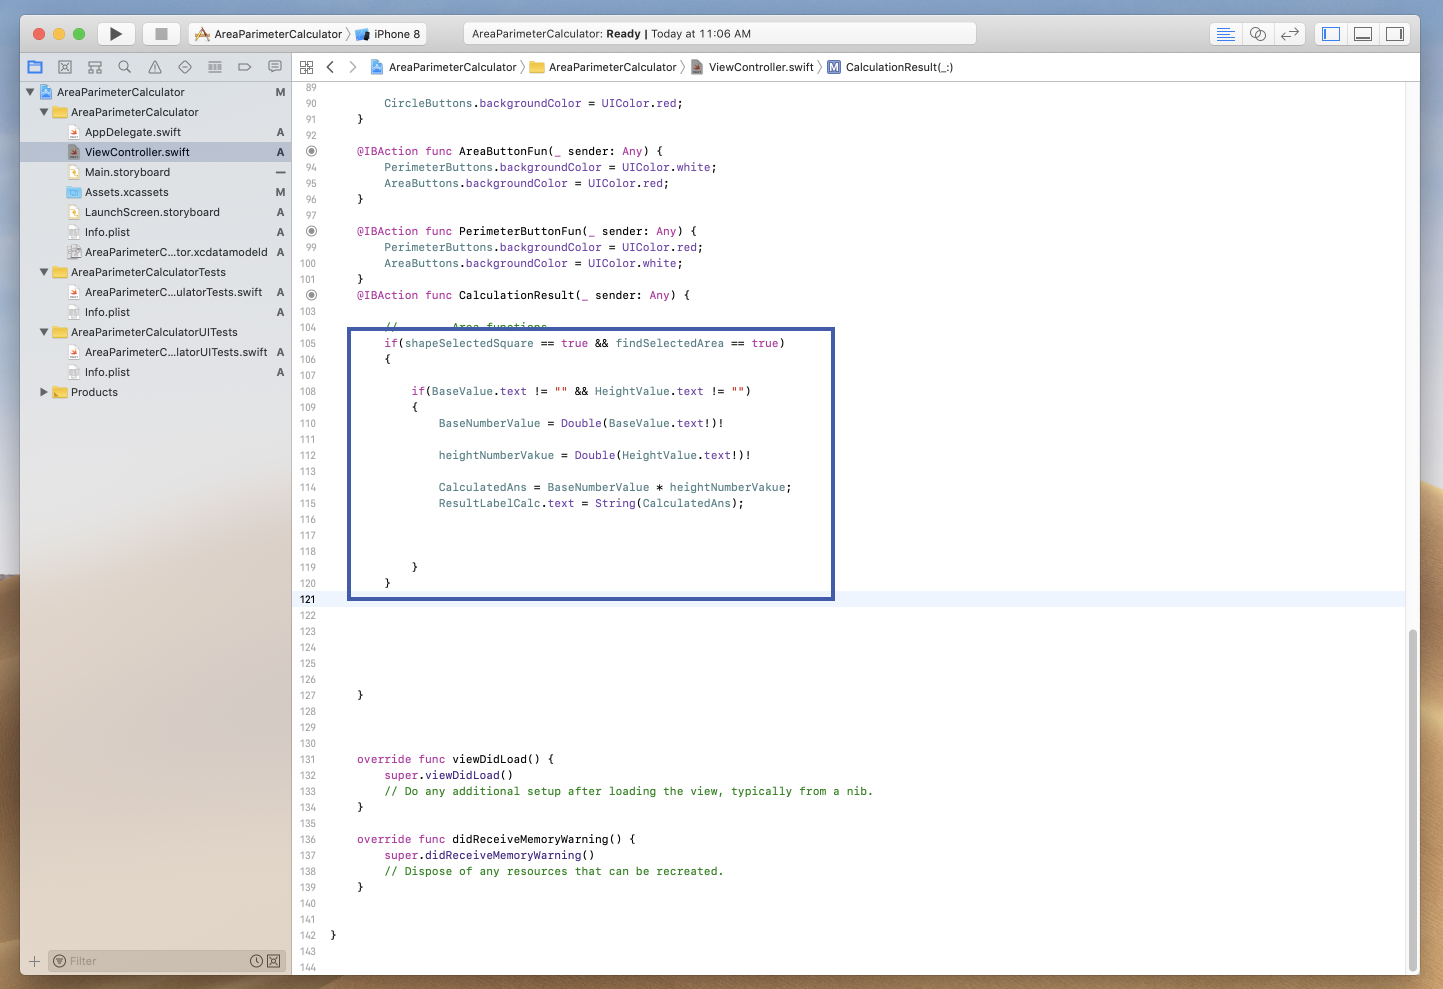 AreaParimeterCalculator iPhone 8
AreaParimeterCalculator: Ready | Today at 11:06 AM
AreaParimeterCalculator AreaParimeterCalculator ViewController.swift M CalculationResult(_:)
AreaParimeterCalculator M
AreaParimeterCalculator
AppDelegate.swift A
ViewController.swift A
Main.storyboard —
Assets.xcassets M
LaunchScreen.storyboard A
Info.plist A
AreaParimeterC...tor.xcdatamodeld A
AreaParimeterCalculatorTests
AreaParimeterC...ulatorTests.swift A
Info.plist A
AreaParimeterCalculatorUITests
AreaParimeterC...latorUITests.swift A
Info.plist A
Products
Filter
89
90 CircleButtons.backgroundColor = UIColor.red;
91 }
92
@IBAction func AreaButtonFun(_ sender: Any) {
94 PerimeterButtons.backgroundColor = UIColor.white;
95 AreaButtons.backgroundColor = UIColor.red;
96 }
97
@IBAction func PerimeterButtonFun(_ sender: Any) {
99 PerimeterButtons.backgroundColor = UIColor.red;
100 AreaButtons.backgroundColor = UIColor.white;
101 }
@IBAction func CalculationResult(_ sender: Any) {
103
104 // Area functions
105 if(shapeSelectedSquare == true && findSelectedArea == true)
106 {
107
108 if(BaseValue.text != "" && HeightValue.text != "")
109 {
110 BaseNumberValue = Double(BaseValue.text!)!
111
112 heightNumberVakue = Double(HeightValue.text!)!
113
114 CalculatedAns = BaseNumberValue * heightNumberVakue;
115 ResultLabelCalc.text = String(CalculatedAns);
116
117
118
119 }
120 }
121
122
123
124
125
126
127 }
128
129
130
131 override func viewDidLoad() {
132 super.viewDidLoad()
133 // Do any additional setup after loading the view, typically from a nib.
134 }
135
136 override func didReceiveMemoryWarning() {
137 super.didReceiveMemoryWarning()
138 // Dispose of any resources that can be recreated.
139 }
140
141
142 }
143
144